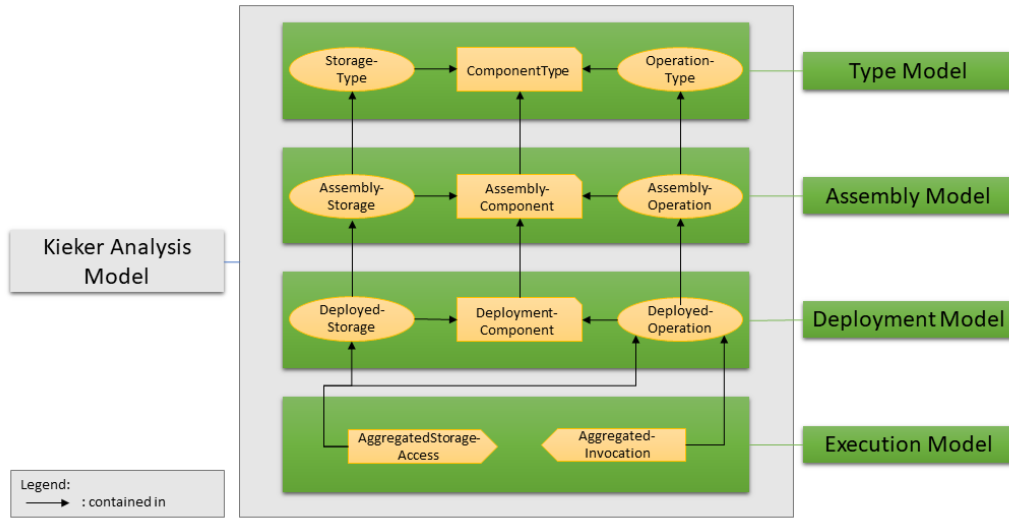 Storage-
Type
ComponentType
Operation-
Type
Type Model
Assembly-
Storage
Assembly-
Component
Assembly-
Operation
Assembly Model
Kieker Analysis
Model
Deployed-
Storage
Deployment-
Component
Deployed-
Operation
Deployment Model
AggregatedStorage-
Access
Aggregated-
Invocation
Execution Model
Legend:
: contained in